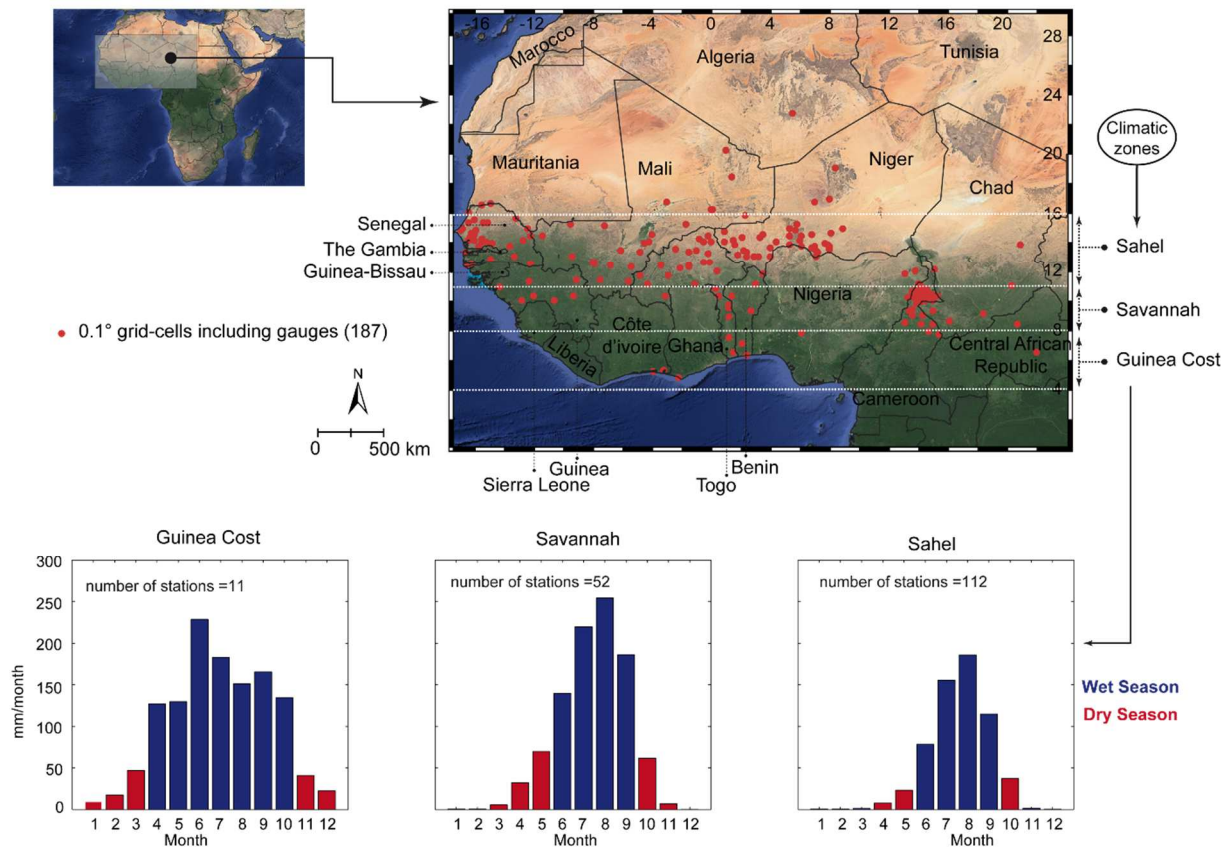 -16 -12 -8 -4 0 4 8 12 16 20
28
24
20
16
12
8
4
Marocco
Algeria
Tunisia
Mauritania
Mali
Niger
Chad
Nigeria
Côte
d'ivoire
Ghana
Liberia
Central African
Republic
Cameroon
Senegal
The Gambia
Guinea-Bissau
Climatic
zones
Sahel
Savannah
Guinea Cost
0.1° grid-cells including gauges (187)
N
0 500 km
Sierra Leone
Guinea
Togo
Benin
Guinea Cost
number of stations =11
300
250
200
150
100
50
0
mm/month
1 2 3 4 5 6 7 8 9 10 11 12
Month
Savannah
number of stations =52
1 2 3 4 5 6 7 8 9 10 11 12
Month
Sahel
number of stations =112
1 2 3 4 5 6 7 8 9 10 11 12
Month
Wet Season
Dry Season